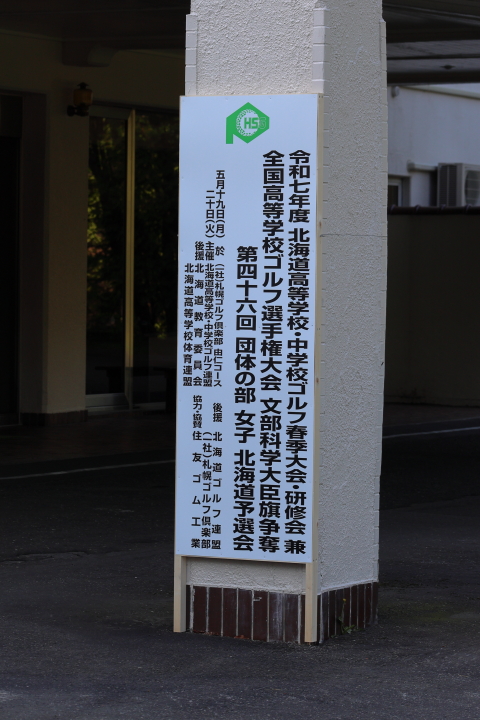 令和七年度 北海道高等学校・中学校ゴルフ春季大会・研修会 兼
全国高等学校ゴルフ選手権大会 文部科学大臣旗争奪
第四十六回 団体の部 女子 北海道予選会
五月十九日(月) 於 (一社)札幌ゴルフ倶楽部 由仁コース
二十日(火) 主催 北海道高等学校・中学校ゴルフ連盟
後援 北海道教育委員会
北海道高等学校体育連盟
後援 北海道ゴルフ連盟
(一社)札幌ゴルフ倶楽部
協力・協賛 住友ゴム工業
HS